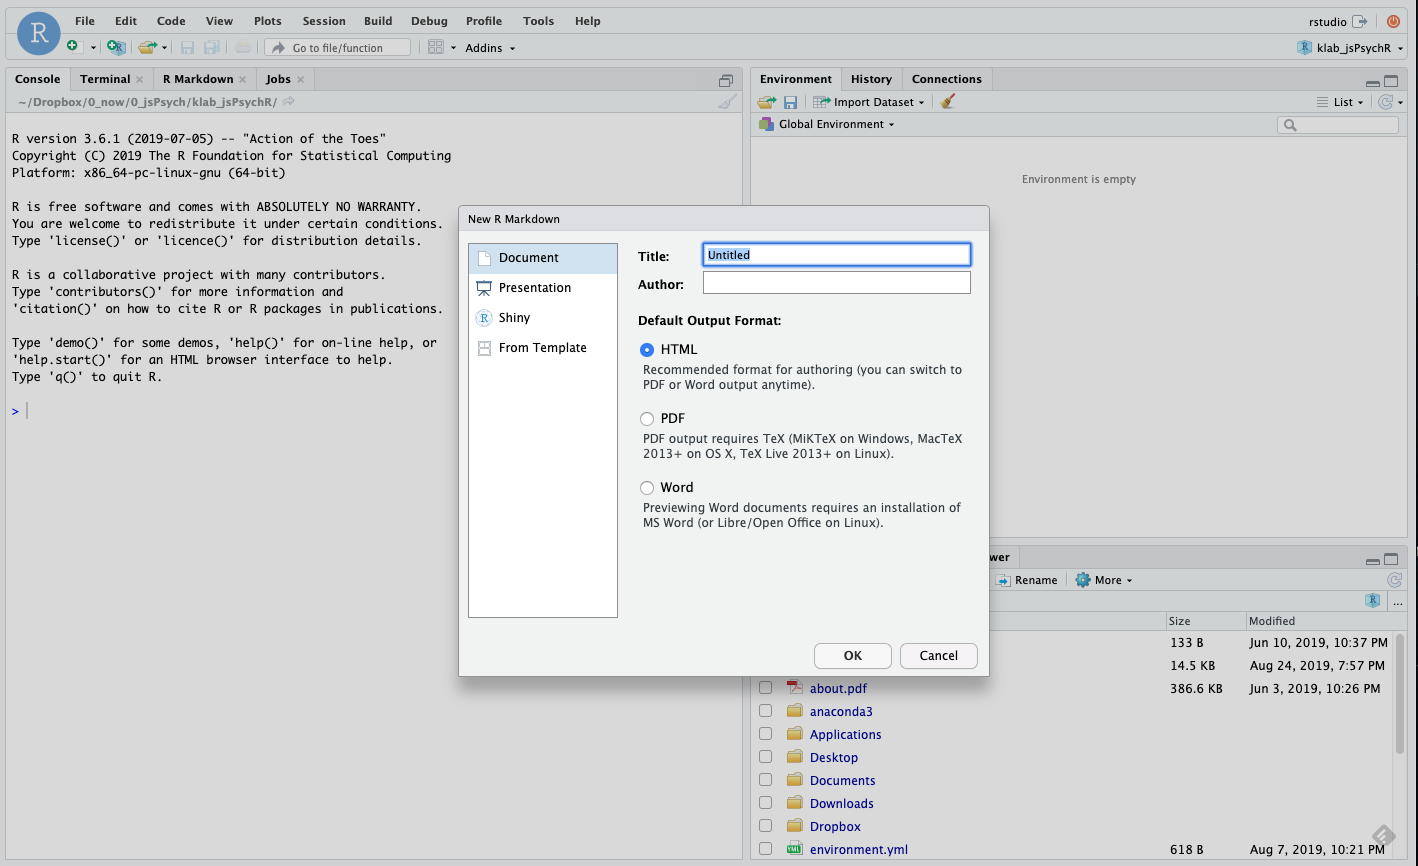 R
File Edit Code View Plots Session Build Debug Profile Tools Help
rstudio
R Go to file/function Addins
R klab_jsPsychR
Console Terminal R Markdown Jobs
~/Dropbox/0_now/0_jsPsych/klab_jsPsychR/
R version 3.6.1 (2019-07-05) -- "Action of the Toes"
Copyright (C) 2019 The R Foundation for Statistical Computing
Platform: x86_64-pc-linux-gnu (64-bit)
R is free software and comes with ABSOLUTELY NO WARRANTY.
You are welcome to redistribute it under certain conditions.
Type 'license()' or 'licence()' for distribution details.
R is a collaborative project with many contributors.
Type 'contributors()' for more information and
'citation()' on how to cite R or R packages in publications.
Type 'demo()' for some demos, 'help()' for on-line help, or
'help.start()' for an HTML browser interface to help.
Type 'q()' to quit R.
>
Environment History Connections
Import Dataset List
Global Environment
Environment is empty
New R Markdown
Document
Presentation
R Shiny
From Template
Title: Untitled
Author:
Default Output Format:
HTML
Recommended format for authoring (you can switch to
PDF or Word output anytime).
PDF
PDF output requires TeX (MiKTeX on Windows, MacTeX
2013+ on OS X, TeX Live 2013+ on Linux).
Word
Previewing Word documents requires an installation of
MS Word (or Libre/Open Office on Linux).
OK Cancel
wer
Rename More
R ...
Size Modified
133 B Jun 10, 2019, 10:37 PM
14.5 KB Aug 24, 2019, 7:57 PM
about.pdf 386.6 KB Jun 3, 2019, 10:26 PM
anaconda3
Applications
Desktop
Documents
Downloads
Dropbox
YML environment.yml 618 B Aug 7, 2019, 10:21 PM